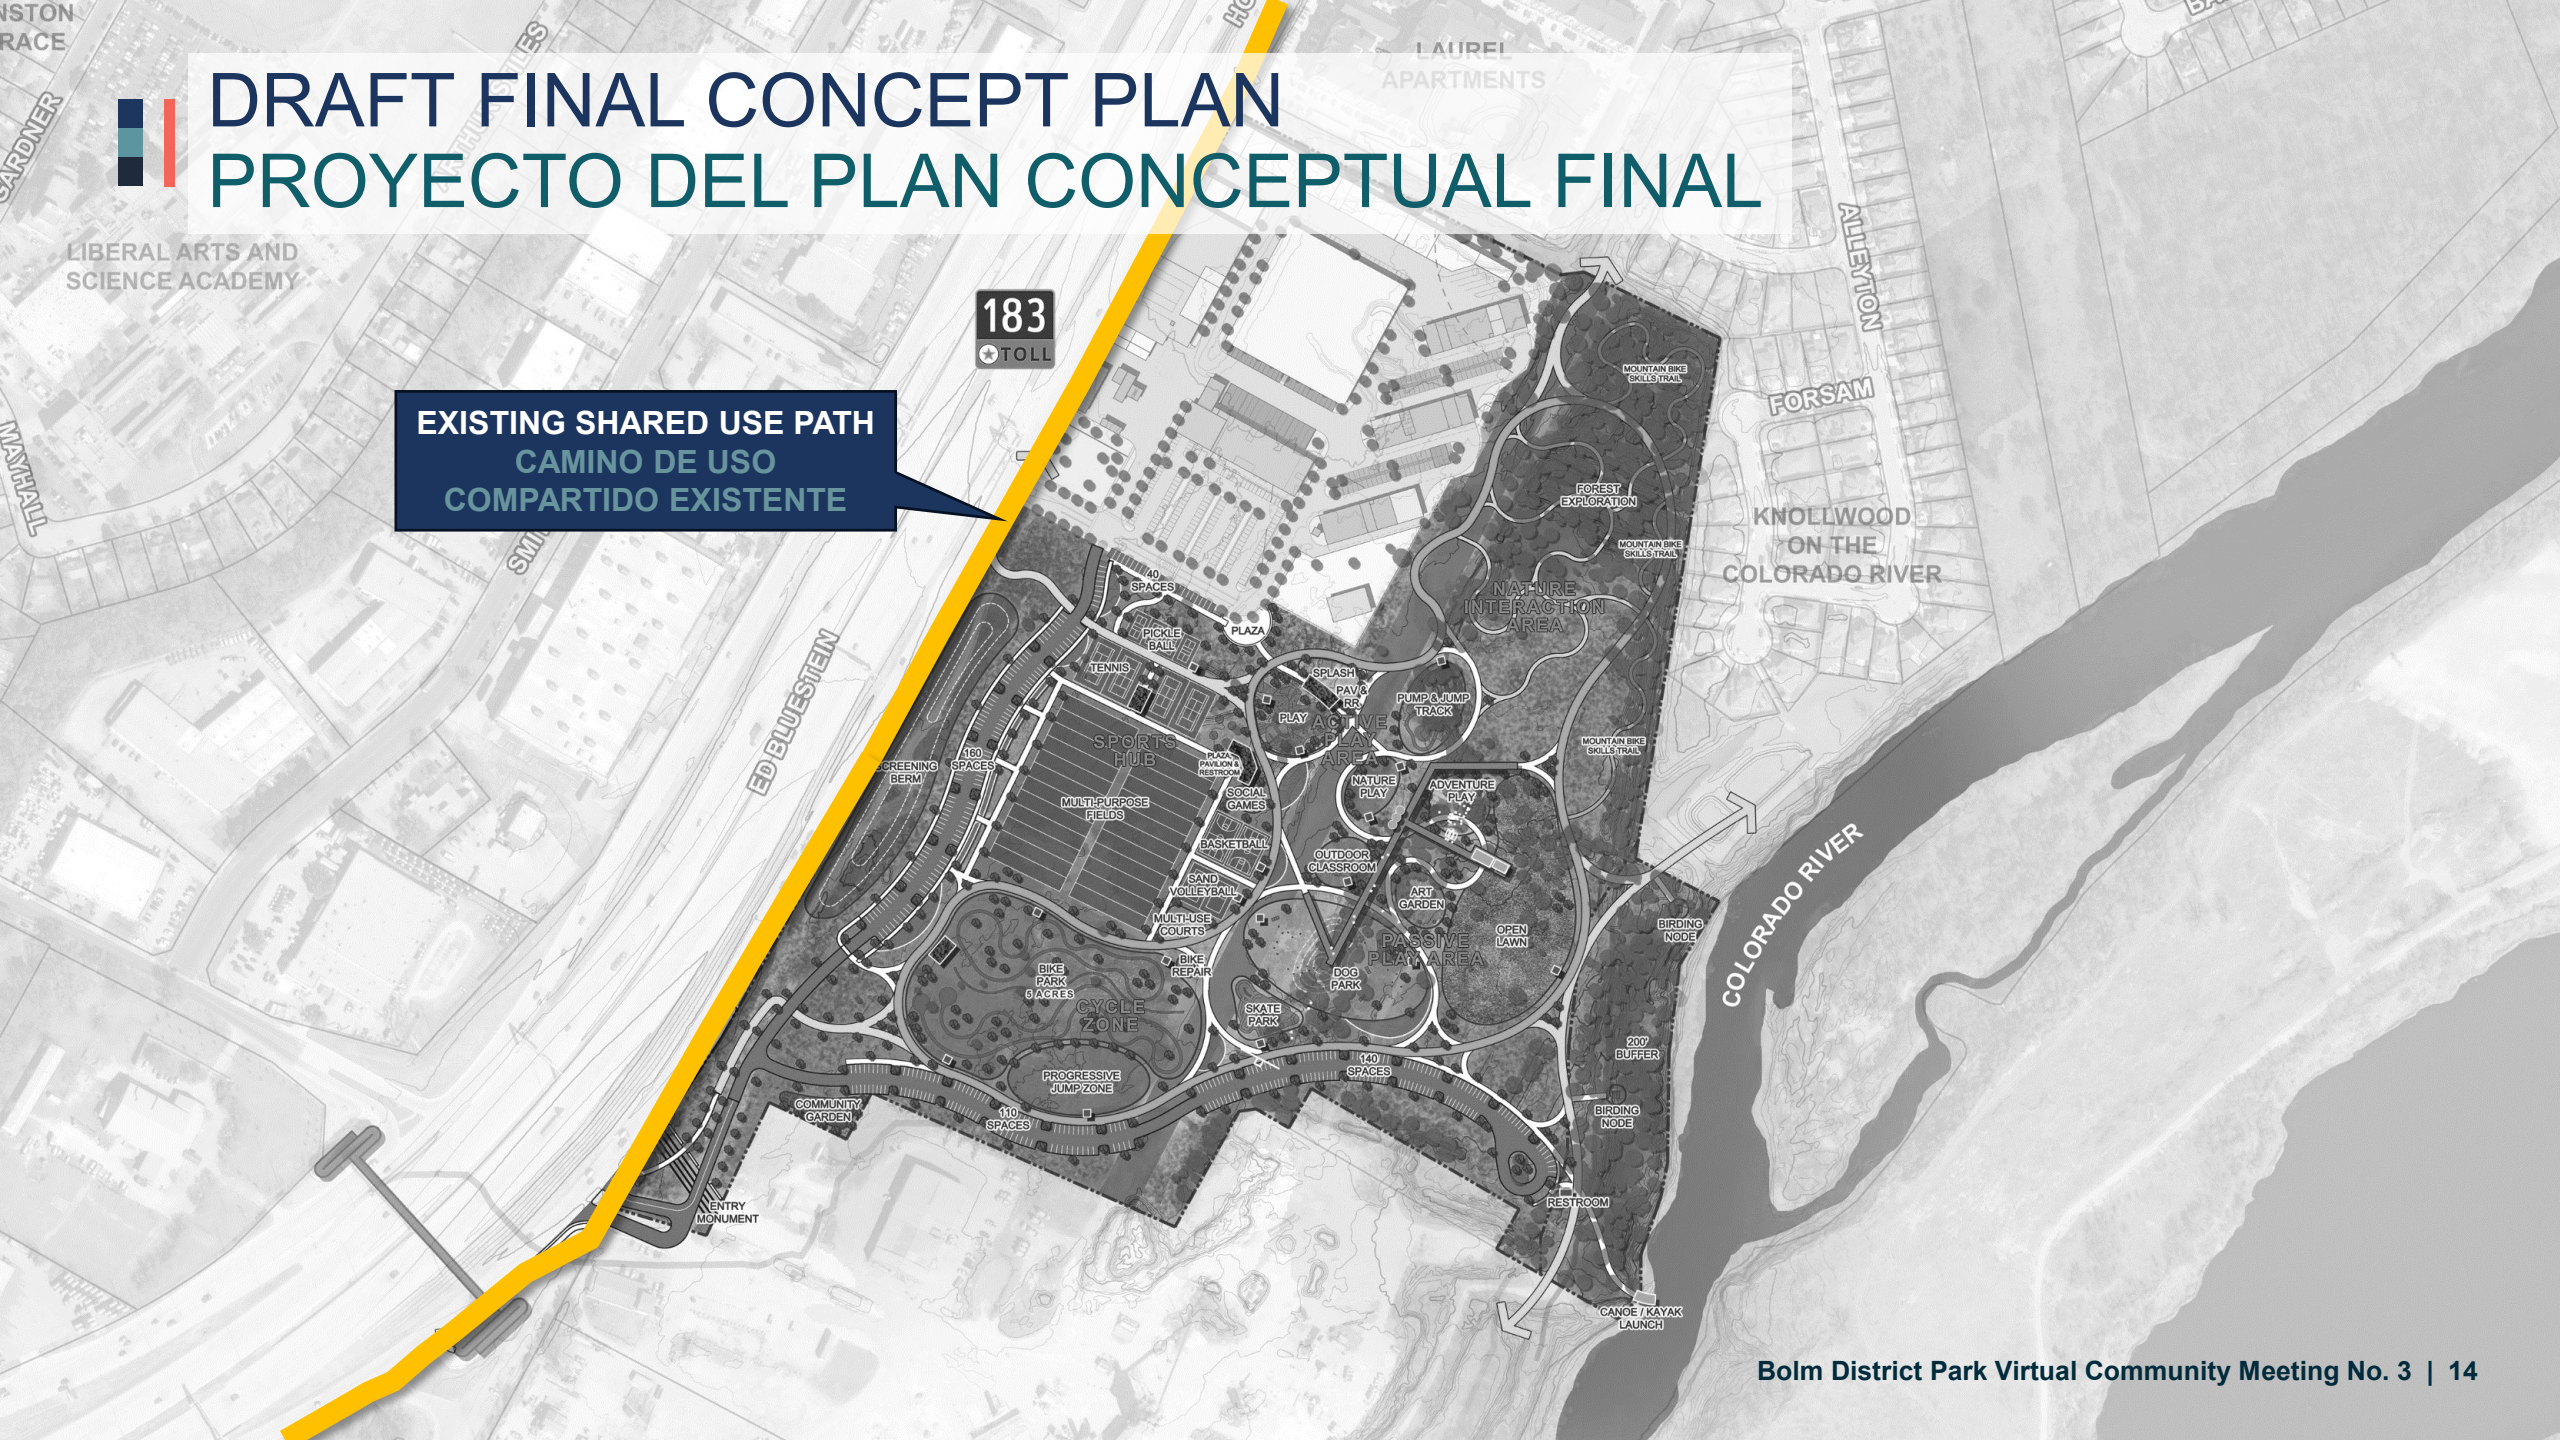 DRAFT FINAL CONCEPT PLAN
PROYECTO DEL PLAN CONCEPTUAL FINAL
LAUREL
APARTMENTS
GARDNER
LIBERAL ARTS AND
SCIENCE ACADEMY
183
TOLL
ALLEYTON
FORSAM
MAYHALL
EXISTING SHARED USE PATH
CAMINO DE USO
COMPARTIDO EXISTENTE
KNOLLWOOD
ON THE
COLORADO RIVER
ED BLUESTEIN
COLORADO RIVER
MOUNTAIN BIKE
SKILLS TRAIL
FOREST
EXPLORATION
MOUNTAIN BIKE
SKILLS TRAIL
NATURE
INTERACTION
AREA
40
SPACES
PICKLE
BALL
PLAZA
TENNIS
SPLASH
PAV &
RR
PLAY
PUMP & JUMP
TRACK
ACTIVE
PLAY
AREA
SPORTS
HUB
MOUNTAIN BIKE
SKILLS TRAIL
SCREENING
BERM
160
SPACES
PLAZA,
PAVILION &
RESTROOM
MULTI-PURPOSE
FIELDS
SOCIAL
GAMES
NATURE
PLAY
ADVENTURE
PLAY
BASKETBALL
OUTDOOR
CLASSROOM
SAND
VOLLEYBALL
ART
GARDEN
MULTI-USE
COURTS
OPEN
LAWN
BIRDING
NODE
PASSIVE
PLAY AREA
BIKE
PARK
5 ACRES
BIKE
REPAIR
DOG
PARK
CYCLE
ZONE
SKATE
PARK
200'
BUFFER
140
SPACES
PROGRESSIVE
JUMP ZONE
COMMUNITY
GARDEN
110
SPACES
BIRDING
NODE
ENTRY
MONUMENT
RESTROOM
CANOE / KAYAK
LAUNCH
Bolm District Park Virtual Community Meeting No. 3 | 14